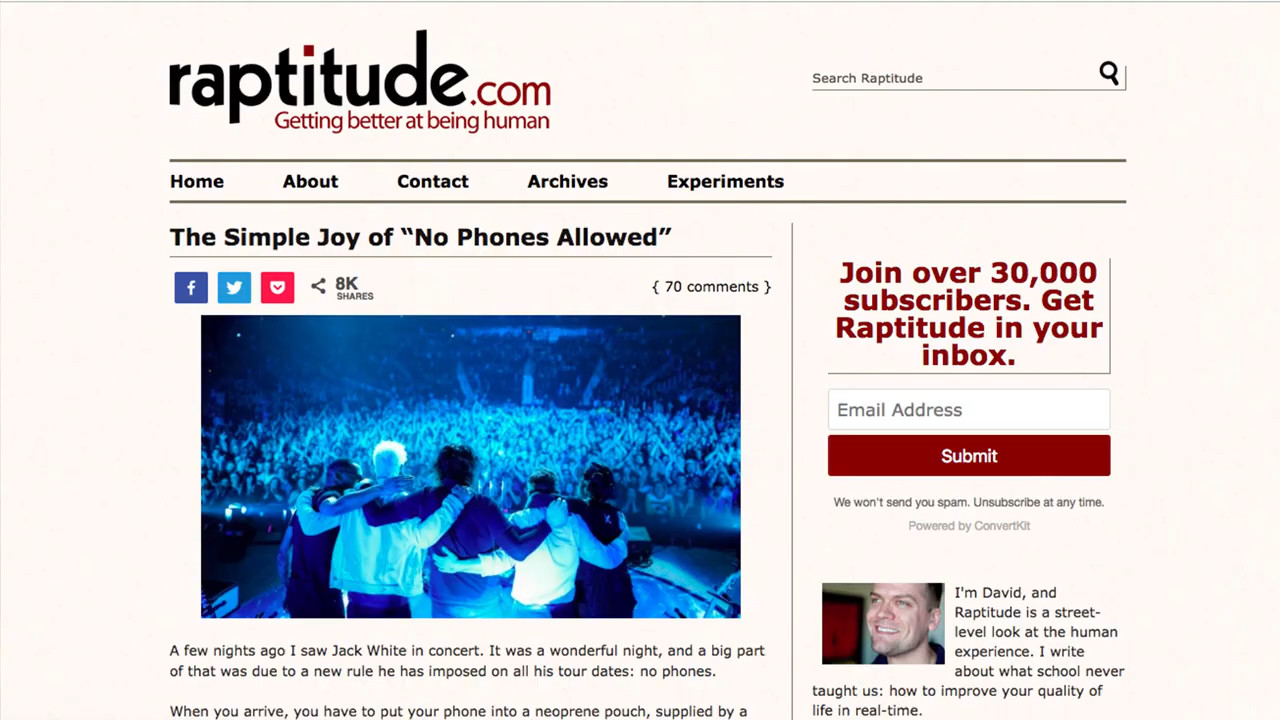 raptitude.com
Getting better at being human
Search Raptitude
Home About Contact Archives Experiments
The Simple Joy of “No Phones Allowed”
8K
SHARES
{ 70 comments }
A few nights ago I saw Jack White in concert. It was a wonderful night, and a big part
of that was due to a new rule he has imposed on all his tour dates: no phones.
When you arrive, you have to put your phone into a neoprene pouch, supplied by a
Join over 30,000
subscribers. Get
Raptitude in your
inbox.
Email Address
Submit
We won't send you spam. Unsubscribe at any time.
Powered by ConvertKit
I'm David, and
Raptitude is a street-
level look at the human
experience. I write
about what school never
taught us: how to improve your quality of
life in real-time.